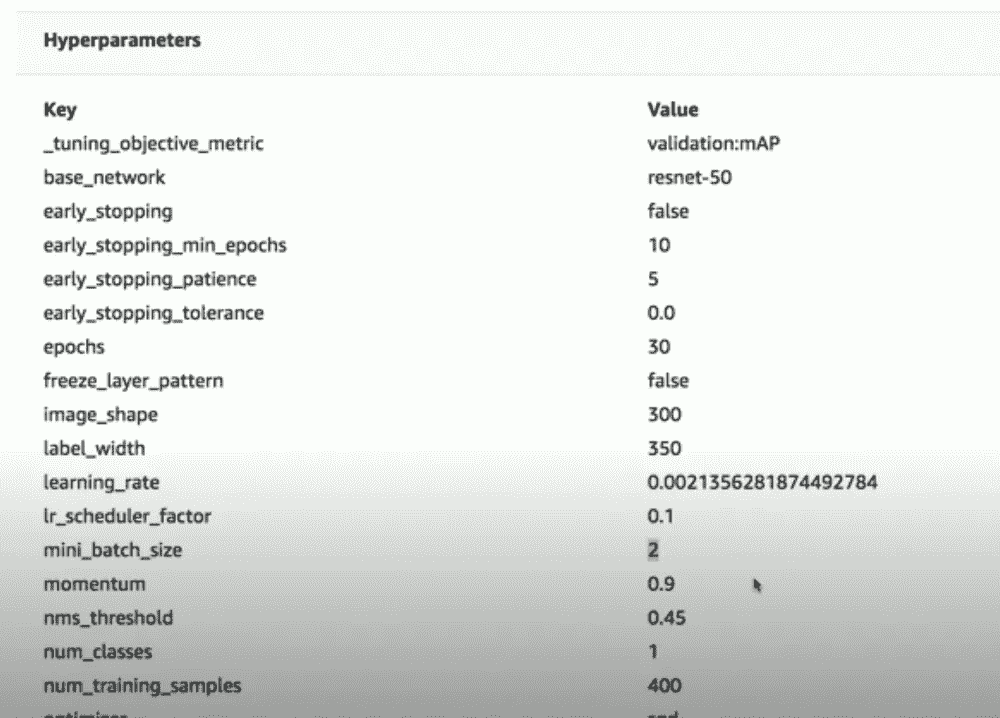 Hyperparameters
Key Value
_tuning_objective_metric validation:mAP
base_network resnet-50
early_stopping false
early_stopping_min_epochs 10
early_stopping_patience 5
early_stopping_tolerance 0.0
epochs 30
freeze_layer_pattern false
image_shape 300
label_width 350
learning_rate 0.0021356281874492784
lr_scheduler_factor 0.1
mini_batch_size 2
momentum 0.9
nms_threshold 0.45
num_classes 1
num_training_samples 400